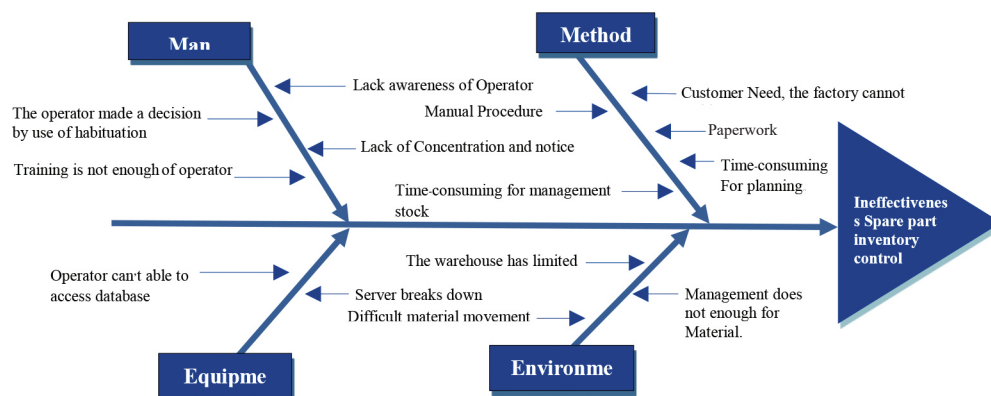 Man
Method
Lack awareness of Operator
Customer Need, the factory cannot
The operator made a decision
by use of habituation
Manual Procedure
Paperwork
Lack of Concentration and notice
Training is not enough of operator
Time-consuming
For planning
Time-consuming for management
stock
Ineffectivenes
s Spare part
inventory
control
Operator can't able to
access database
The warehouse has limited
Server breaks down
Difficult material movement
Management does
not enough for
Material.
Equipme
Environme